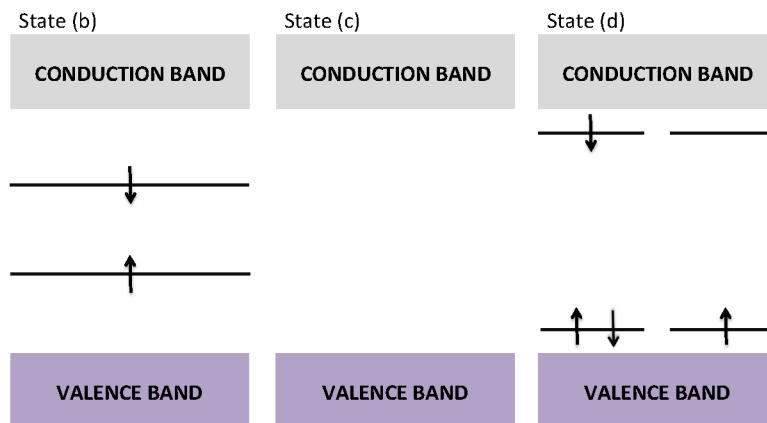 State (b)
State (c)
State (d)
CONDUCTION BAND
CONDUCTION BAND
CONDUCTION BAND
VALENCE BAND
VALENCE BAND
VALENCE BAND